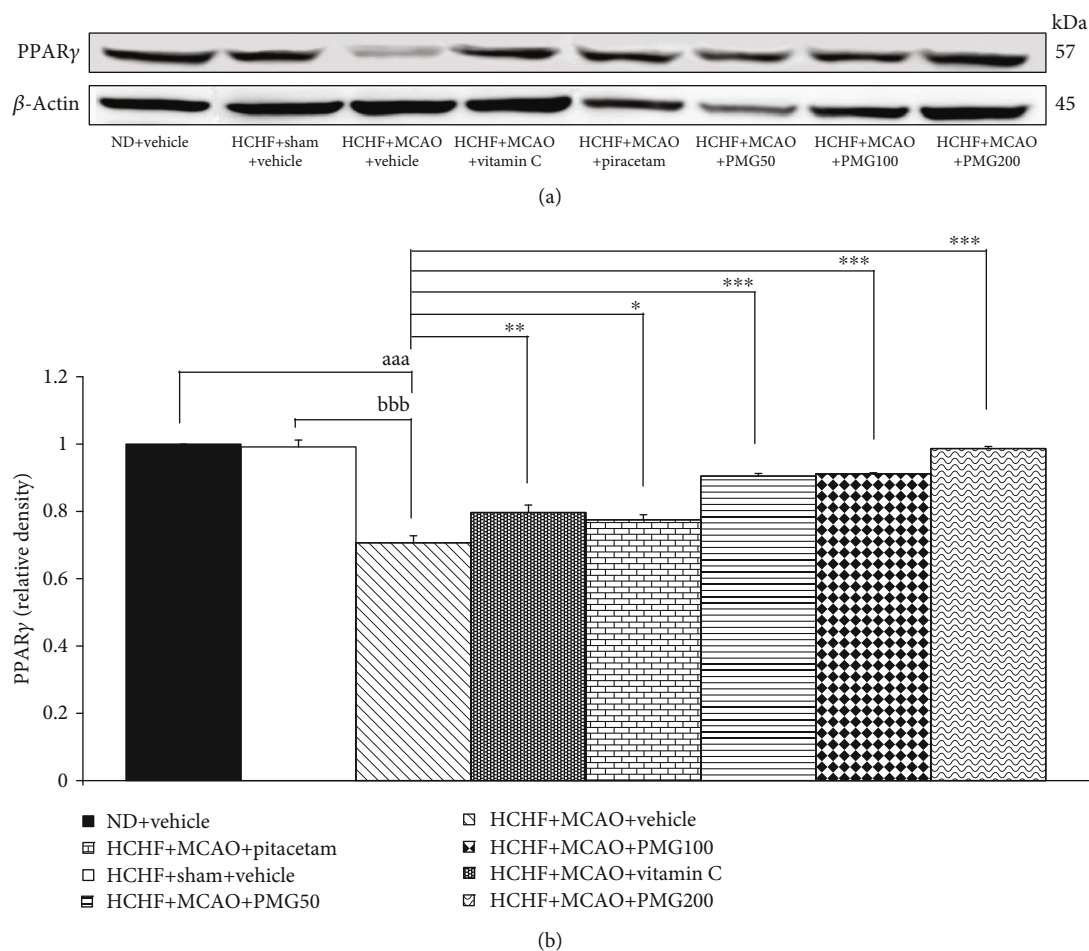 kDa
PPARγ 57
β-Actin 45
ND+vehicle HCHF+sham HCHF+MCAO HCHF+MCAO HCHF+MCAO HCHF+MCAO HCHF+MCAO HCHF+MCAO
+vehicle +vehicle +vitamin C +piracetam +PMG50 +PMG100 +PMG200
(a)
***
***
***
*
**
aaa
bbb
1.2
1
0.8
0.6
0.4
0.2
0
PPARγ (relative density)
ND+vehicle HCHF+MCAO+vehicle
HCHF+MCAO+pitacetam HCHF+MCAO+PMG100
HCHF+sham+vehicle HCHF+MCAO+vitamin C
HCHF+MCAO+PMG50 HCHF+MCAO+PMG200
(b)